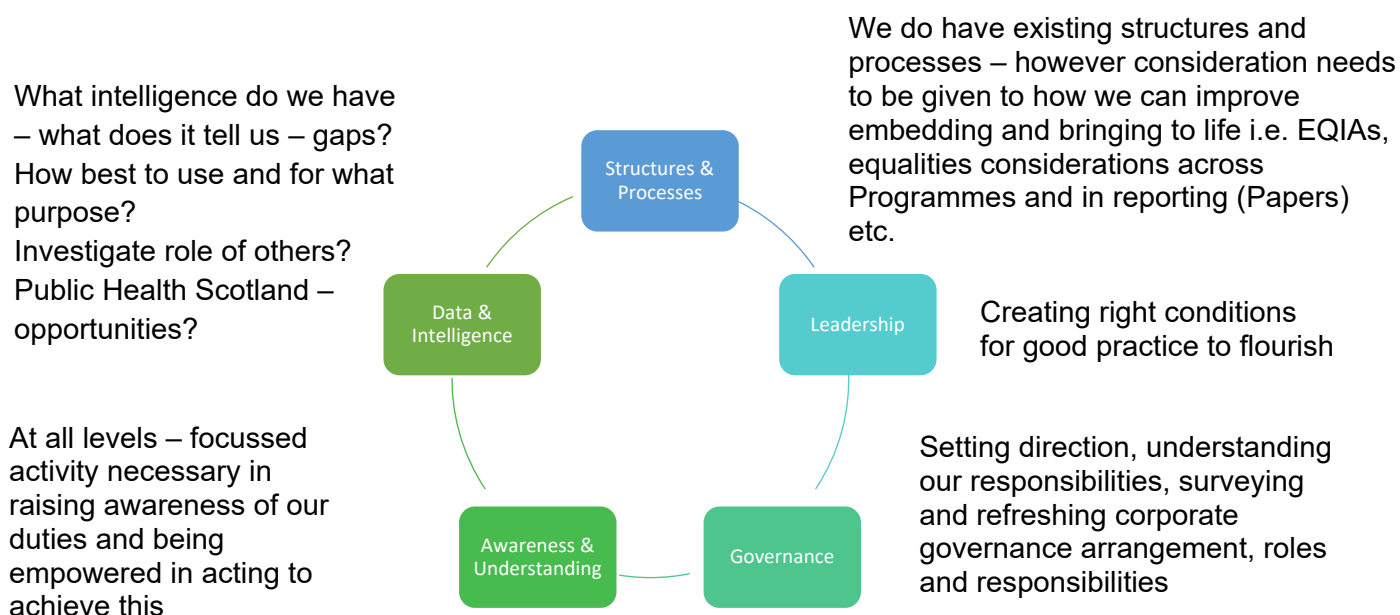 We do have existing structures and
processes – however consideration needs
to be given to how we can improve
embedding and bringing to life i.e. EQIAs,
equalities considerations across
Programmes and in reporting (Papers)
etc.
What intelligence do we have
– what does it tell us – gaps?
How best to use and for what
purpose?
Investigate role of others?
Public Health Scotland –
opportunities?
Structures &
Processes
Data &
Intelligence
Leadership
Creating right conditions
for good practice to flourish
At all levels – focussed
activity necessary in
raising awareness of our
duties and being
empowered in acting to
achieve this
Awareness &
Understanding
Governance
Setting direction, understanding
our responsibilities, surveying
and refreshing corporate
governance arrangement, roles
and responsibilities